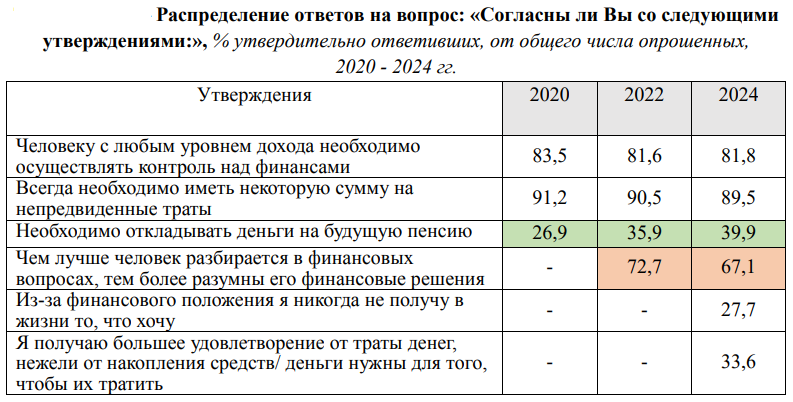 Распределение ответов на вопрос: «Согласны ли Вы со следующими
утверждениями:», % утвердительно ответивших, от общего числа опрошенных,
2020 - 2024 гг.
Утверждения 2020 2022 2024
Человеку с любым уровнем дохода необходимо
осуществлять контроль над финансами 83,5 81,6 81,8
Всегда необходимо иметь некоторую сумму на
непредвиденные траты 91,2 90,5 89,5
Необходимо откладывать деньги на будущую пенсию 26,9 35,9 39,9
Чем лучше человек разбирается в финансовых
вопросах, тем более разумны его финансовые решения - 72,7 67,1
Из-за финансового положения я никогда не получу в
жизни то, что хочу - - 27,7
Я получаю большее удовлетворение от траты денег,
нежели от накопления средств/ деньги нужны для того, - - 33,6
чтобы их тратить